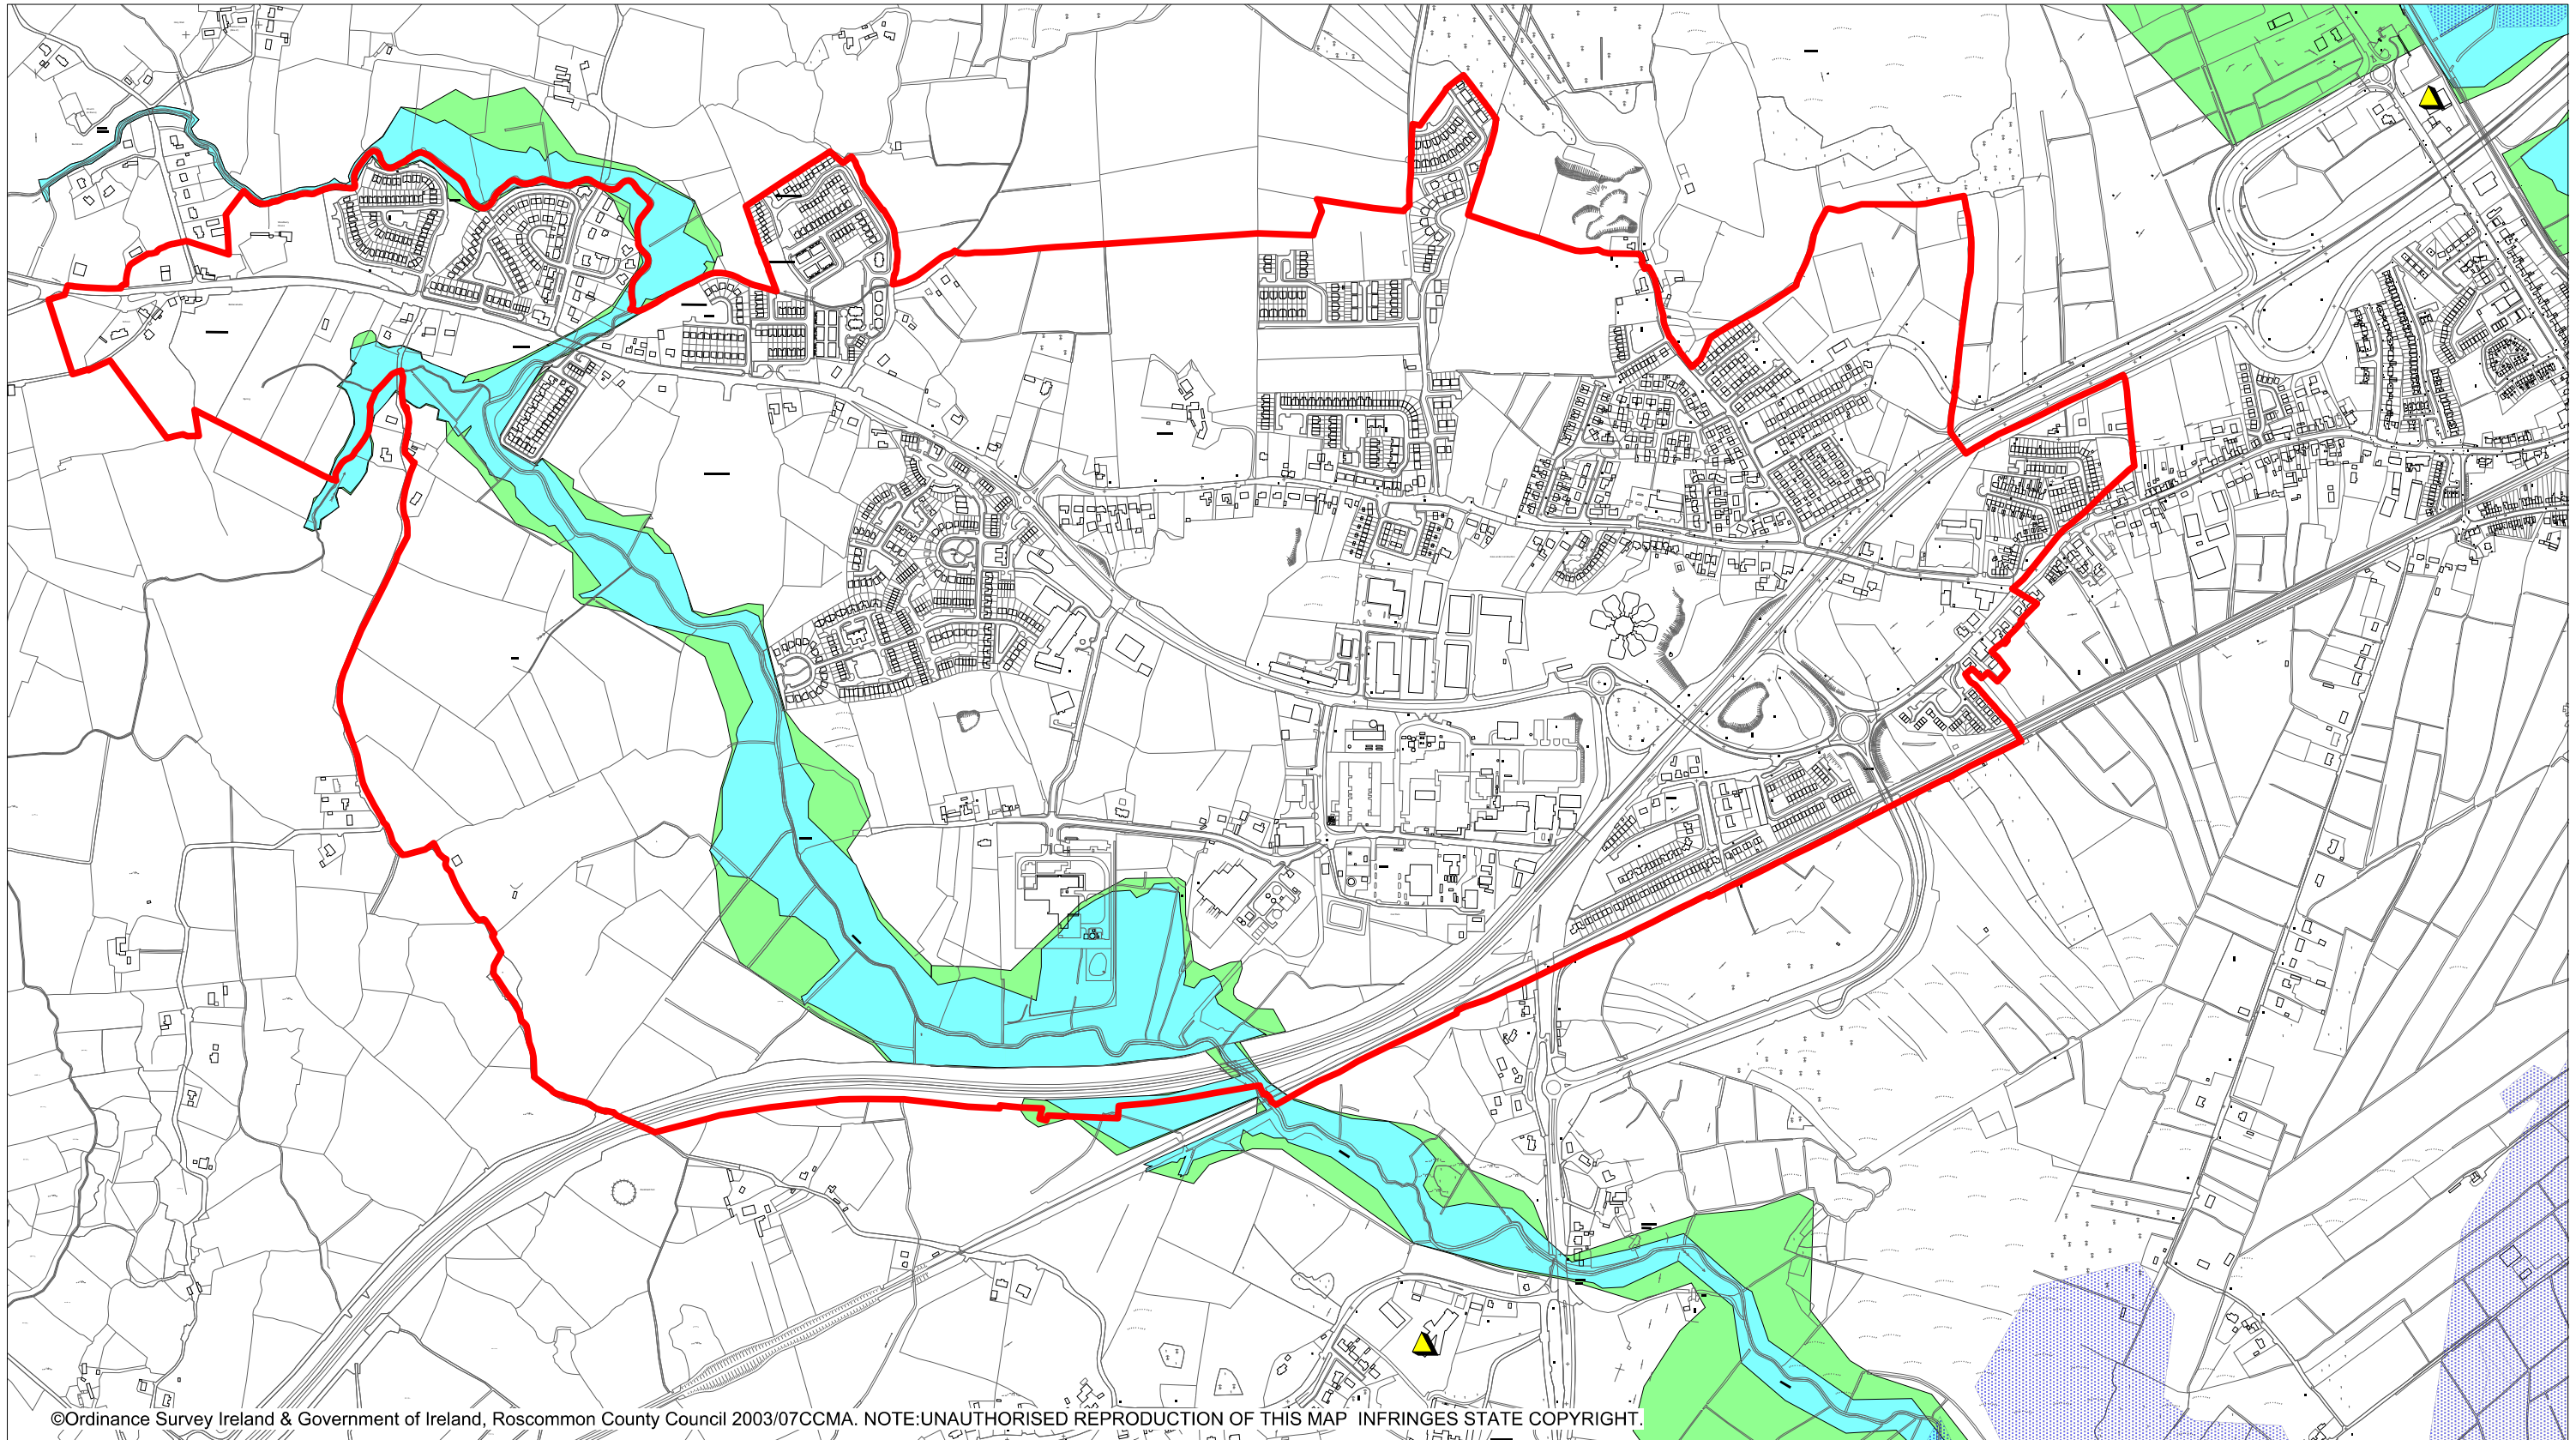 ©Ordinance Survey Ireland & Government of Ireland, Roscommon County Council 2003/07CCMA. NOTE:UNAUTHORISED REPRODUCTION OF THIS MAP INFRINGES STATE COPYRIGHT.